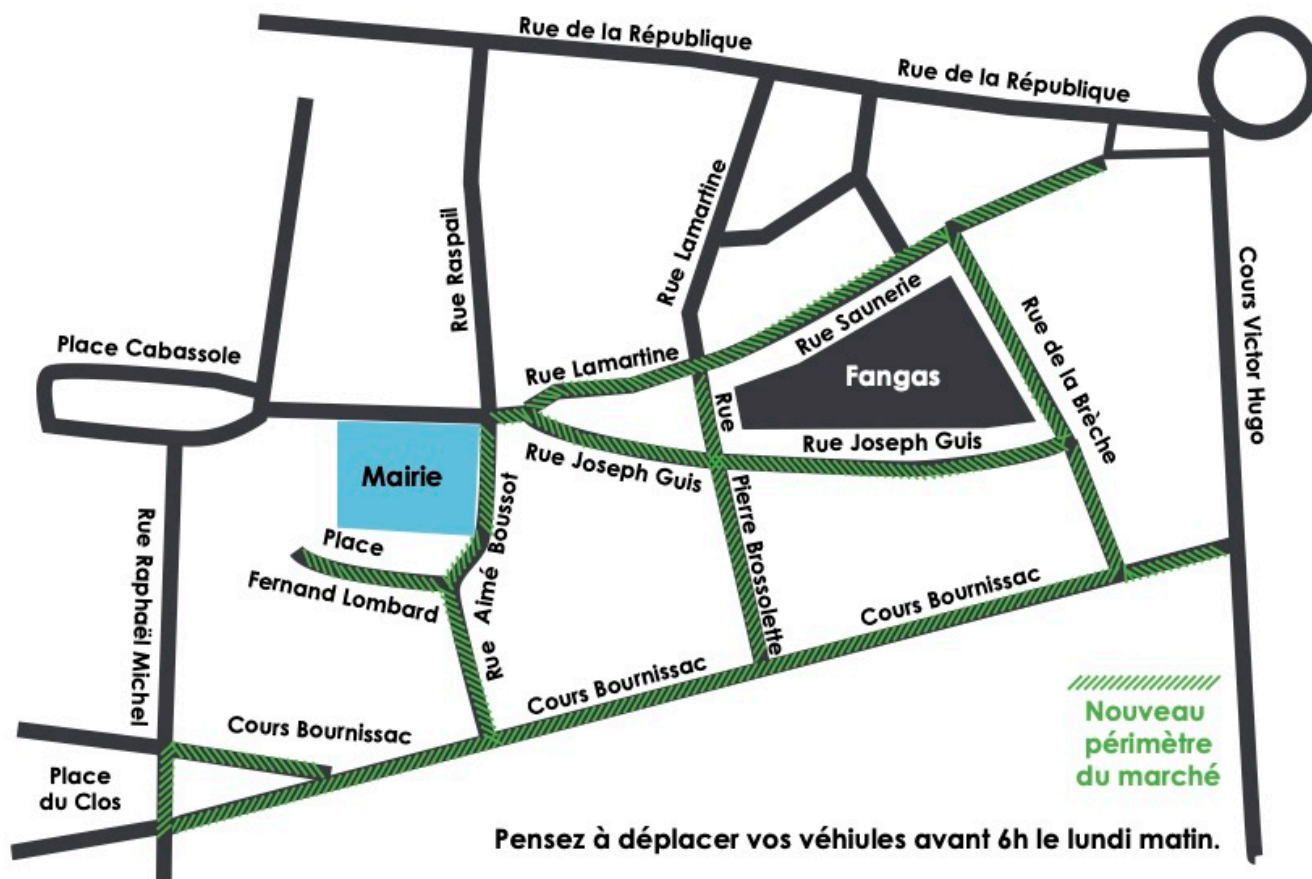 Rue de la République
Rue de la République
Rue Raspail
Rue Lamartine
Place Cabassole
Rue Lamartine
Rue Saunerie
Fangas
Rue de la Brèche
Cours Victor Hugo
Mairie
Rue Joseph Guis
Rue
Pierre Brossolette
Rue Joseph Guis
Place
Fernand Lombard
Rue Aimé Boussot
Rue Raphaël Michel
Cours Bournissac
Cours Bournissac
Cours Bournissac
Place
du Clos
Nouveau
périmètre
du marché
Pensez à déplacer vos véhiules avant 6h le lundi matin.